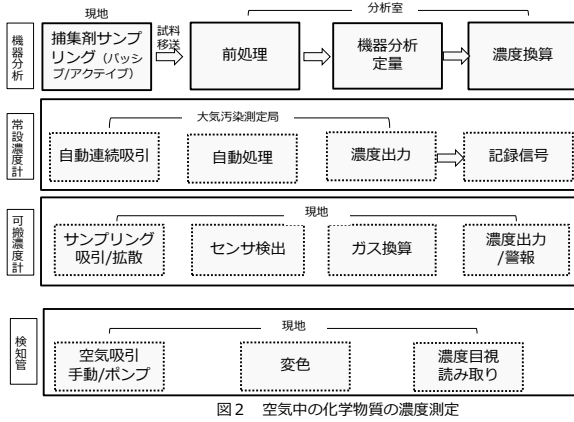 現地
分析室
機器分析
捕集剤サンプ
リング（パッシ
ブ/アクテイブ）
試料
移送
前処理
機器分析
定量
濃度換算
常設濃度計
大気汚染測定局
自動連続吸引
自動処理
濃度出力
記録信号
可搬濃度計
現地
サンプリング
吸引/拡散
センサ検出
ガス換算
濃度出力
/警報
検知管
現地
空気吸引
手動/ポンプ
変色
濃度目視
読み取り
図２　空気中の化学物質の濃度測定